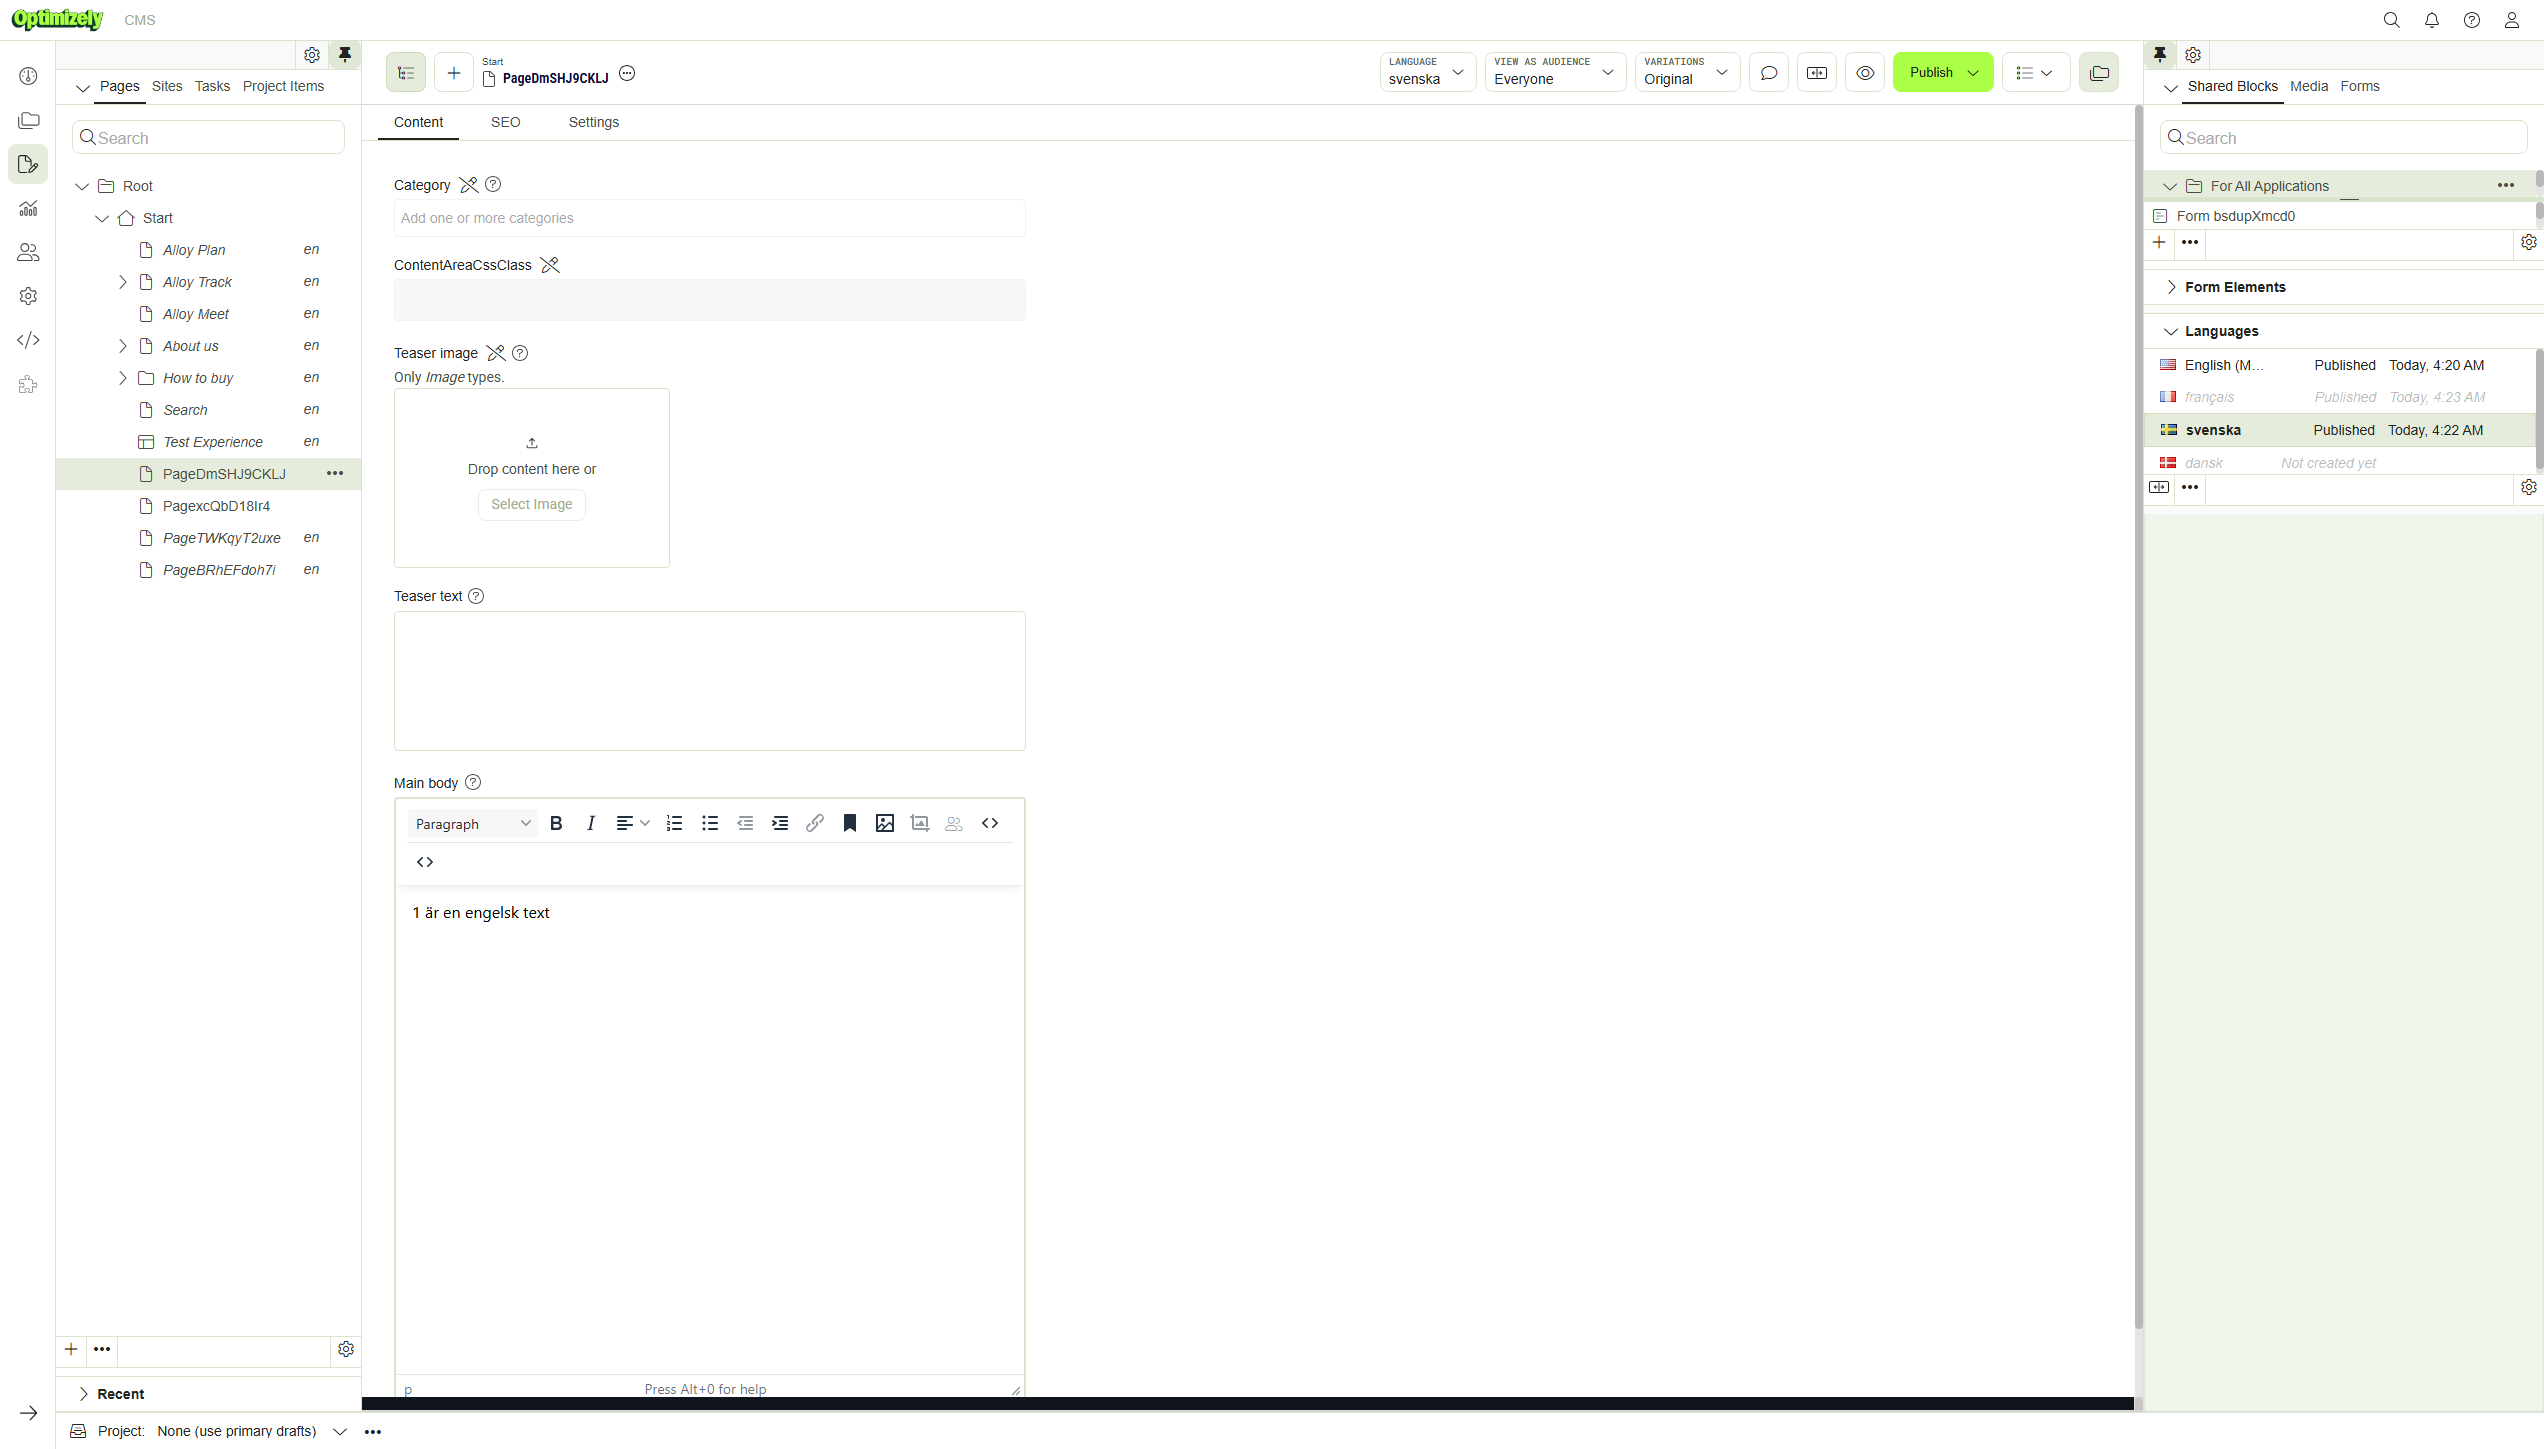 Optimizely CMS
Pages Sites Tasks Project Items
Search
Root
Start
Alloy Plan en
Alloy Track en
Alloy Meet en
About us en
How to buy en
Search en
Test Experience en
PageDmSHJ9CKLJ
PagexcQbD18Ir4
PageTWKqyT2uxe en
PageBRhEFdoh7i en
Recent
Project: None (use primary drafts)
Start
PageDmSHJ9CKLJ
LANGUAGE
svenska
VIEW AS AUDIENCE
Everyone
VARIATIONS
Original
Publish
Content SEO Settings
Category
Add one or more categories
ContentAreaCssClass
Teaser image
Only Image types.
Drop content here or
Select Image
Teaser text
Main body
Paragraph
1 är en engelsk text
p Press Alt+0 for help
Shared Blocks Media Forms
Search
For All Applications
Form bsdupXmcd0
Form Elements
Languages
English (M... Published Today, 4:20 AM
français Published Today, 4:23 AM
svenska Published Today, 4:22 AM
dansk Not created yet